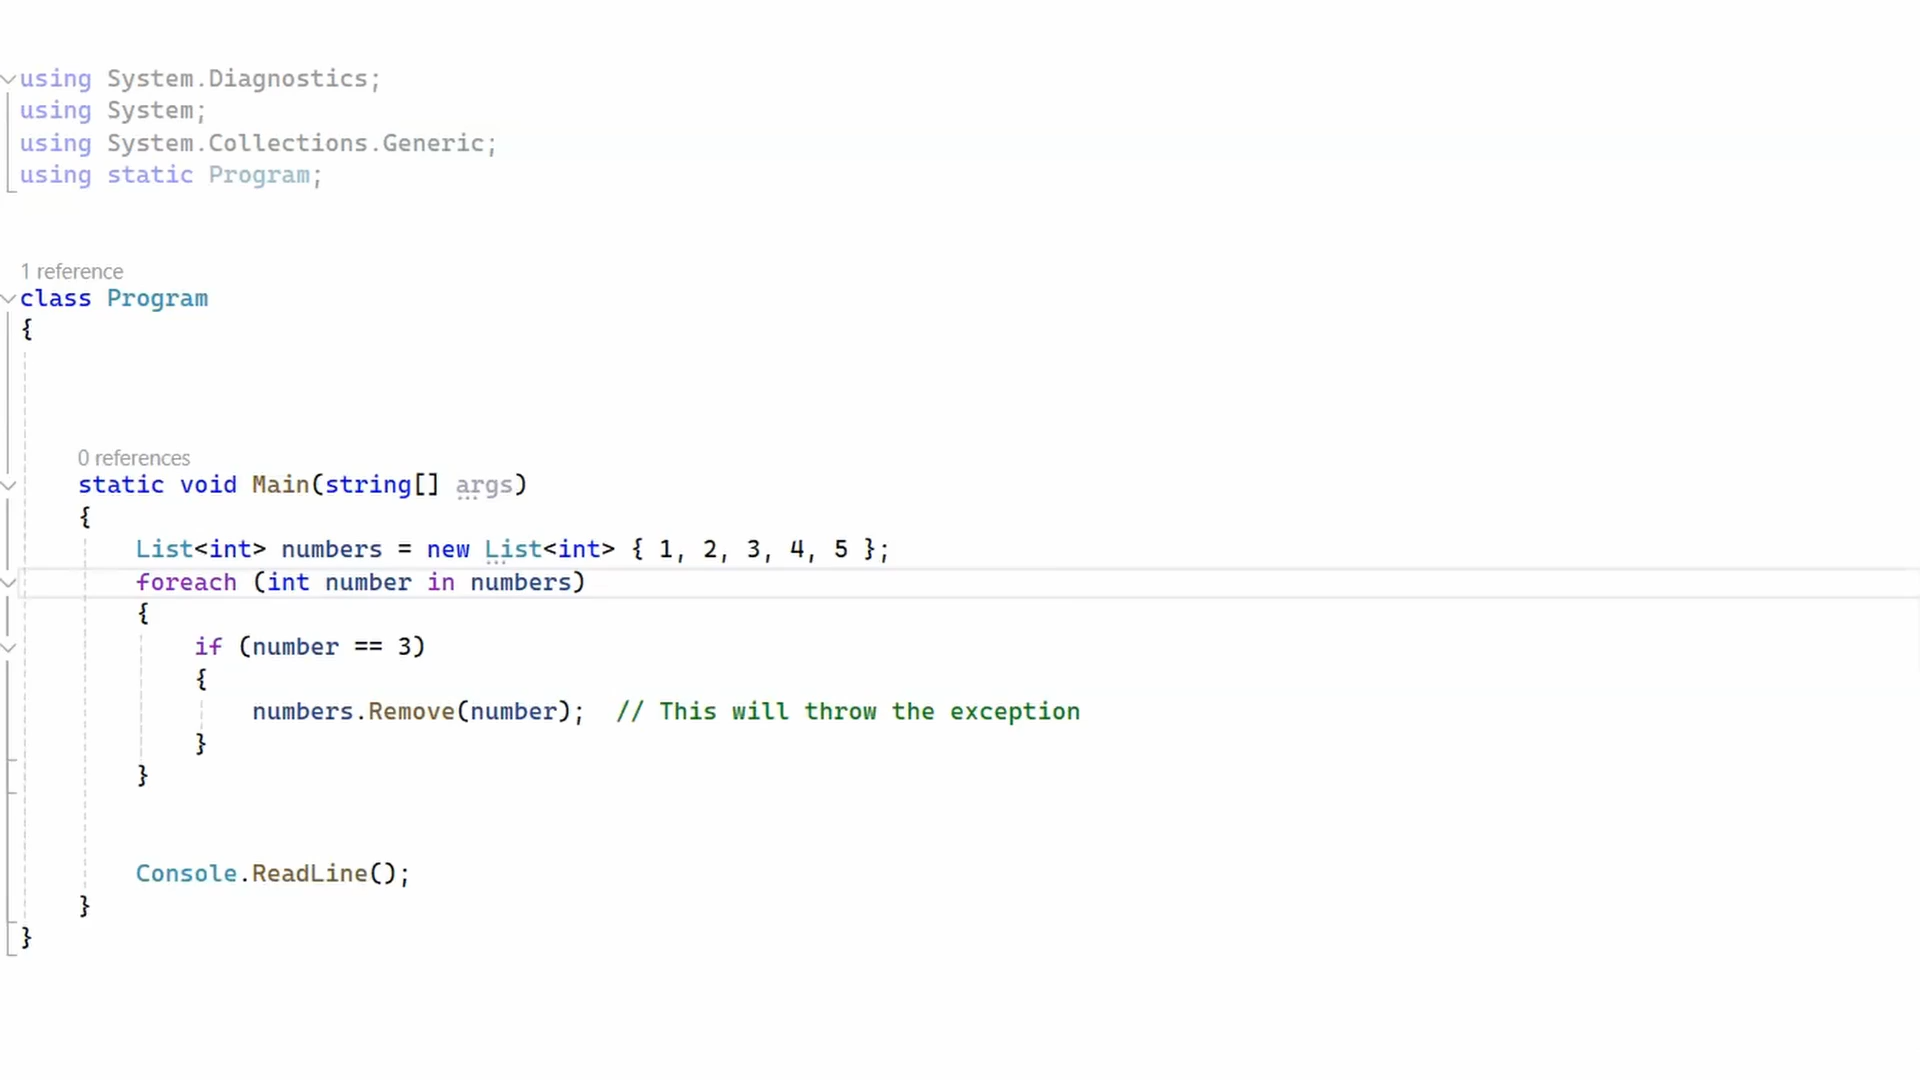 using System.Diagnostics;
using System;
using System.Collections.Generic;
using static Program;
1 reference
class Program
{
0 references
static void Main(string[] args)
{
List<int> numbers = new List<int> { 1, 2, 3, 4, 5 };
foreach (int number in numbers)
{
if (number == 3)
{
numbers.Remove(number);  // This will throw the exception
}
}
Console.ReadLine();
}
}